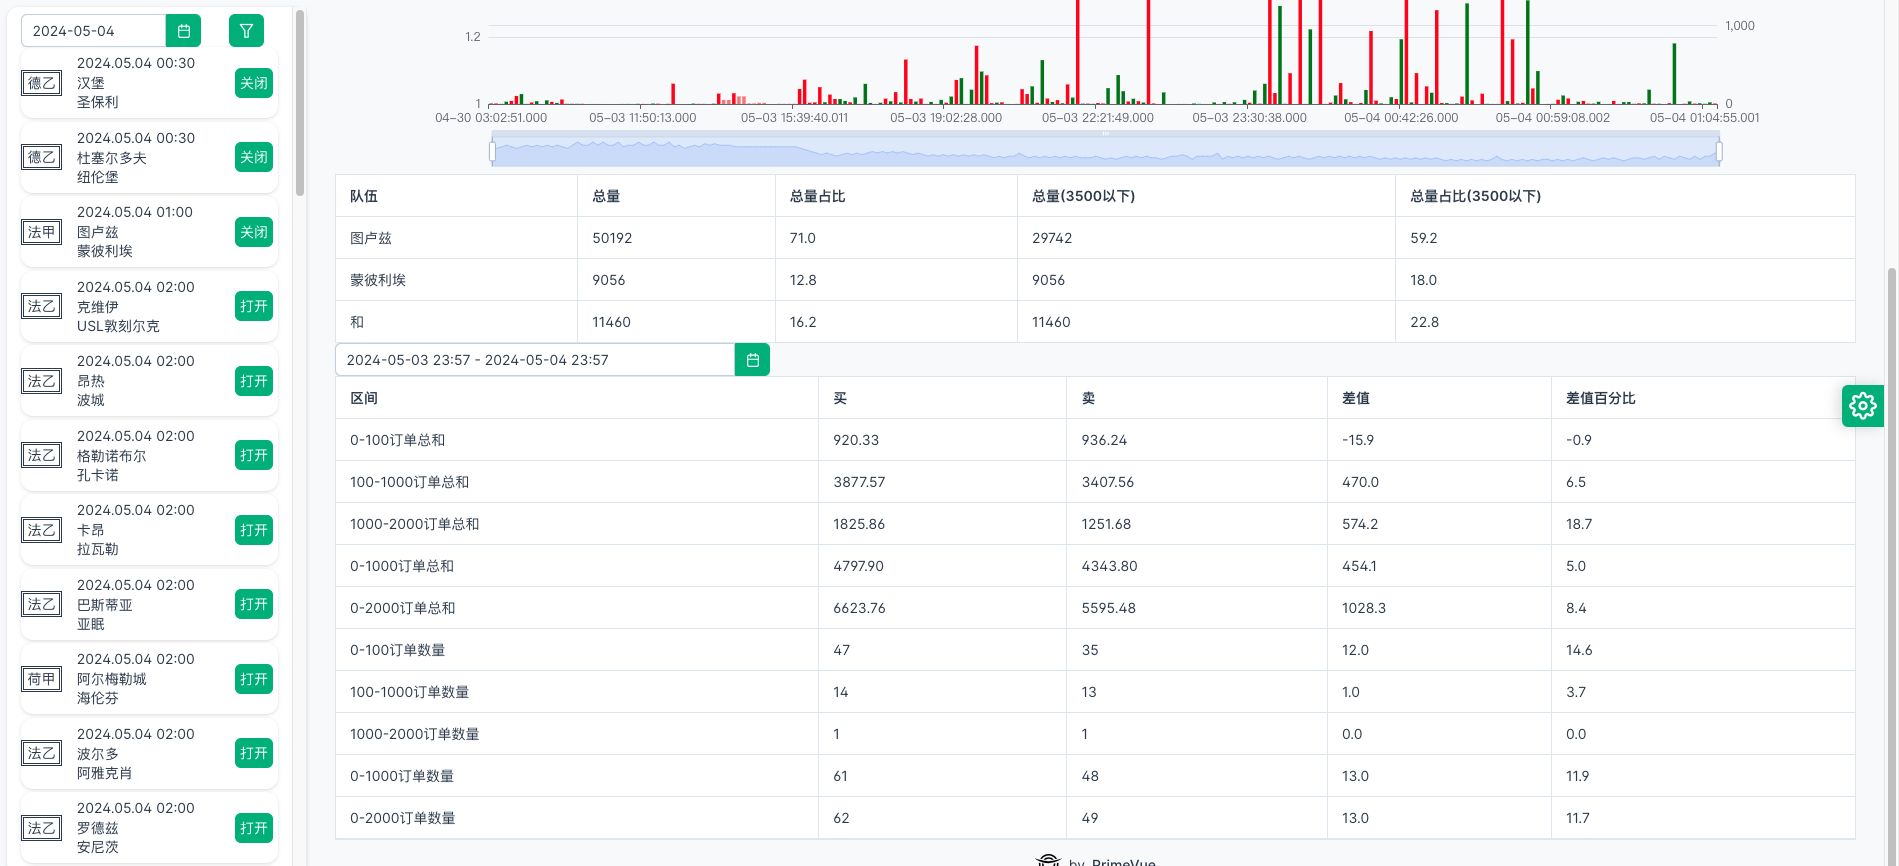 2024-05-04
德乙
2024.05.04 00:30
汉堡
圣保利
关闭
德乙
2024.05.04 00:30
杜塞尔多夫
纽伦堡
关闭
法甲
2024.05.04 01:00
图卢兹
蒙彼利埃
关闭
法乙
2024.05.04 02:00
克维伊
USL敦刻尔克
打开
法乙
2024.05.04 02:00
昂热
波城
打开
法乙
2024.05.04 02:00
格勒诺布尔
孔卡诺
打开
法乙
2024.05.04 02:00
卡昂
拉瓦勒
打开
法乙
2024.05.04 02:00
巴斯蒂亚
亚眠
打开
荷甲
2024.05.04 02:00
阿尔梅勒城
海伦芬
打开
法乙
2024.05.04 02:00
波尔多
阿雅克肖
打开
法乙
2024.05.04 02:00
罗德兹
安尼茨
打开
1.2
1
1,000
0
04-30 03:02:51.000 05-03 11:50:13.000 05-03 15:39:40.011 05-03 19:02:28.000 05-03 22:21:49.000 05-03 23:30:38.000 05-04 00:42:26.000 05-04 00:59:08.002 05-04 01:04:55.001
队伍 总量 总量占比 总量(3500以下) 总量占比(3500以下)
图卢兹 50192 71.0 29742 59.2
蒙彼利埃 9056 12.8 9056 18.0
和 11460 16.2 11460 22.8
2024-05-03 23:57 - 2024-05-04 23:57
区间 买 卖 差值 差值百分比
0-100订单总和 920.33 936.24 -15.9 -0.9
100-1000订单总和 3877.57 3407.56 470.0 6.5
1000-2000订单总和 1825.86 1251.68 574.2 18.7
0-1000订单总和 4797.90 4343.80 454.1 5.0
0-2000订单总和 6623.76 5595.48 1028.3 8.4
0-100订单数量 47 35 12.0 14.6
100-1000订单数量 14 13 1.0 3.7
1000-2000订单数量 1 1 0.0 0.0
0-1000订单数量 61 48 13.0 11.9
0-2000订单数量 62 49 13.0 11.7
by PrimeVue